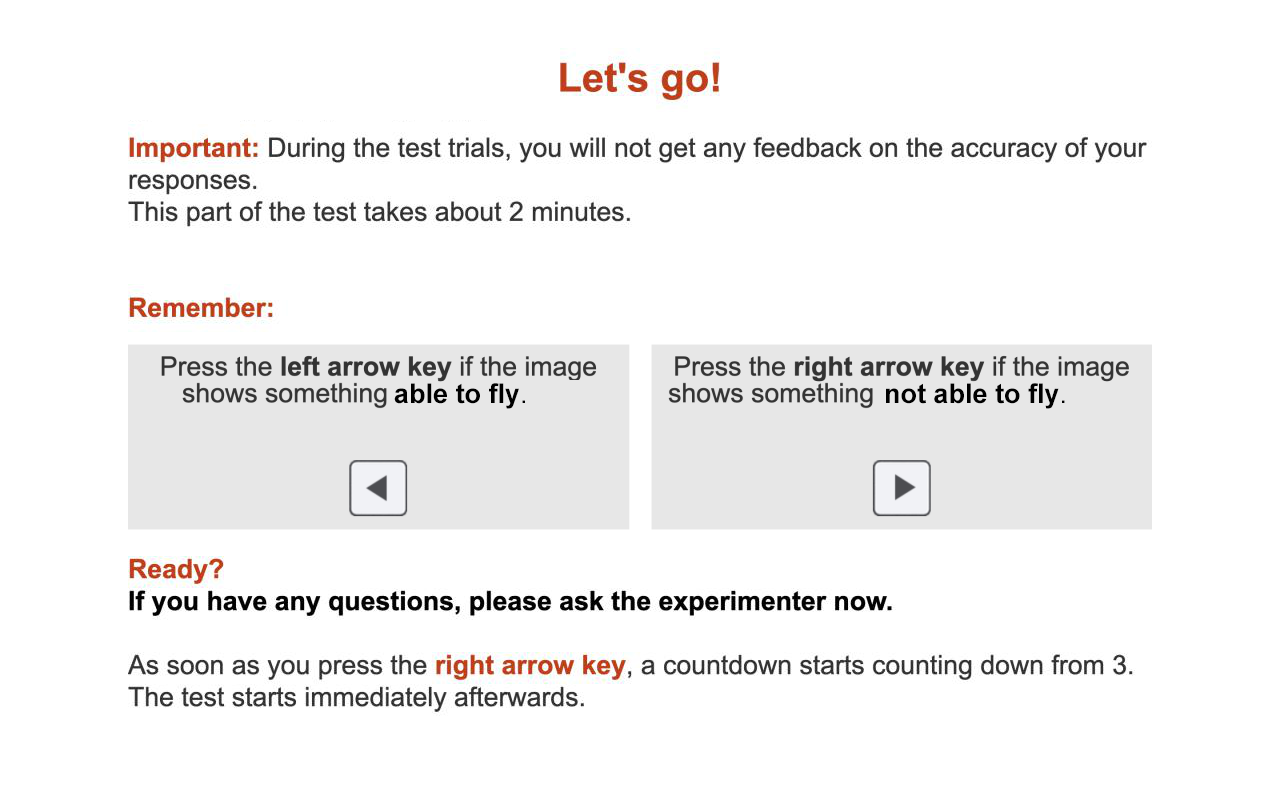 Let's go!
Important: During the test trials, you will not get any feedback on the accuracy of your
responses.
This part of the test takes about 2 minutes.
Remember:
Press the left arrow key if the image
shows something able to fly.
Press the right arrow key if the image
shows something not able to fly.
Ready?
If you have any questions, please ask the experimenter now.
As soon as you press the right arrow key, a countdown starts counting down from 3.
The test starts immediately afterwards.